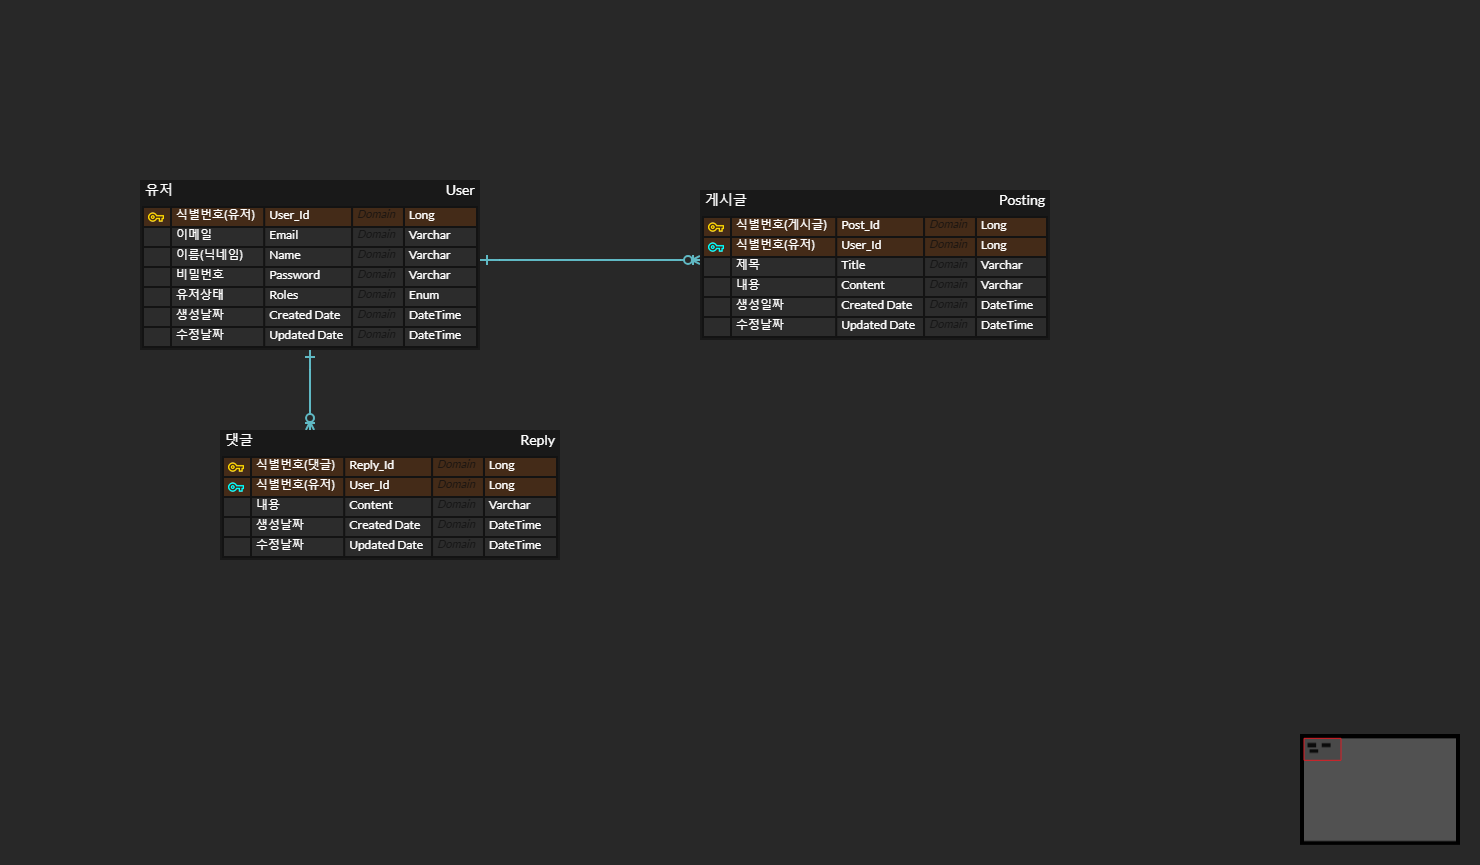 유저 User
식별번호(유저) User_Id Domain Long
이메일 Email Domain Varchar
이름(닉네임) Name Domain Varchar
비밀번호 Password Domain Varchar
유저상태 Roles Domain Enum
생성날짜 Created Date Domain DateTime
수정날짜 Updated Date Domain DateTime
게시글 Posting
식별번호(게시글) Post_Id Domain Long
식별번호(유저) User_Id Domain Long
제목 Title Domain Varchar
내용 Content Domain Varchar
생성일짜 Created Date Domain DateTime
수정날짜 Updated Date Domain DateTime
댓글 Reply
식별번호(댓글) Reply_Id Domain Long
식별번호(유저) User_Id Domain Long
내용 Content Domain Varchar
생성날짜 Created Date Domain DateTime
수정날짜 Updated Date Domain DateTime